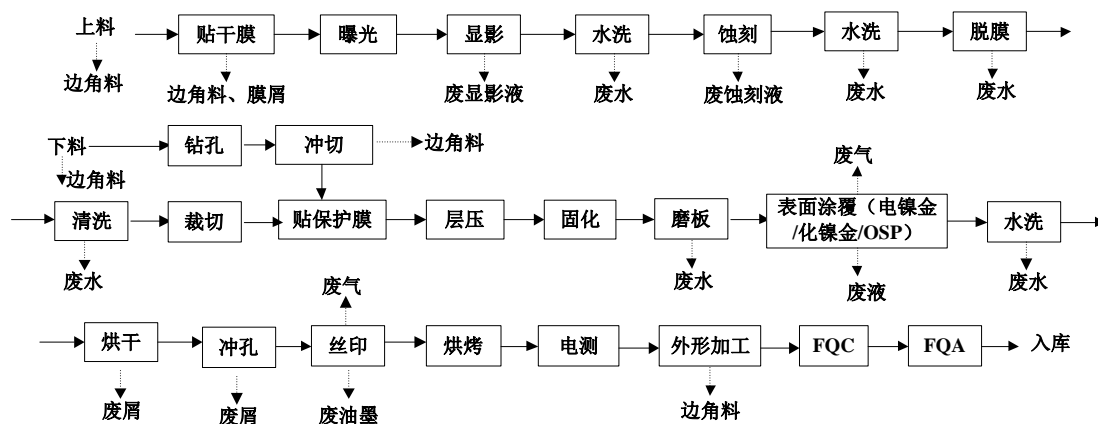 上料
贴干膜
曝光
显影
水洗
蚀刻
水洗
脱膜
边角料
边角料、膜屑
废显影液
废水
废蚀刻液
废水
废水
下料
钻孔
冲切
边角料
边角料
废气
清洗
裁切
贴保护膜
层压
固化
磨板
表面涂覆（电镍金
/化镍金/OSP）
水洗
废水
废水
废液
废水
废气
烘干
冲孔
丝印
烘烤
电测
外形加工
FQC
FQA
入库
废屑
废屑
废油墨
边角料